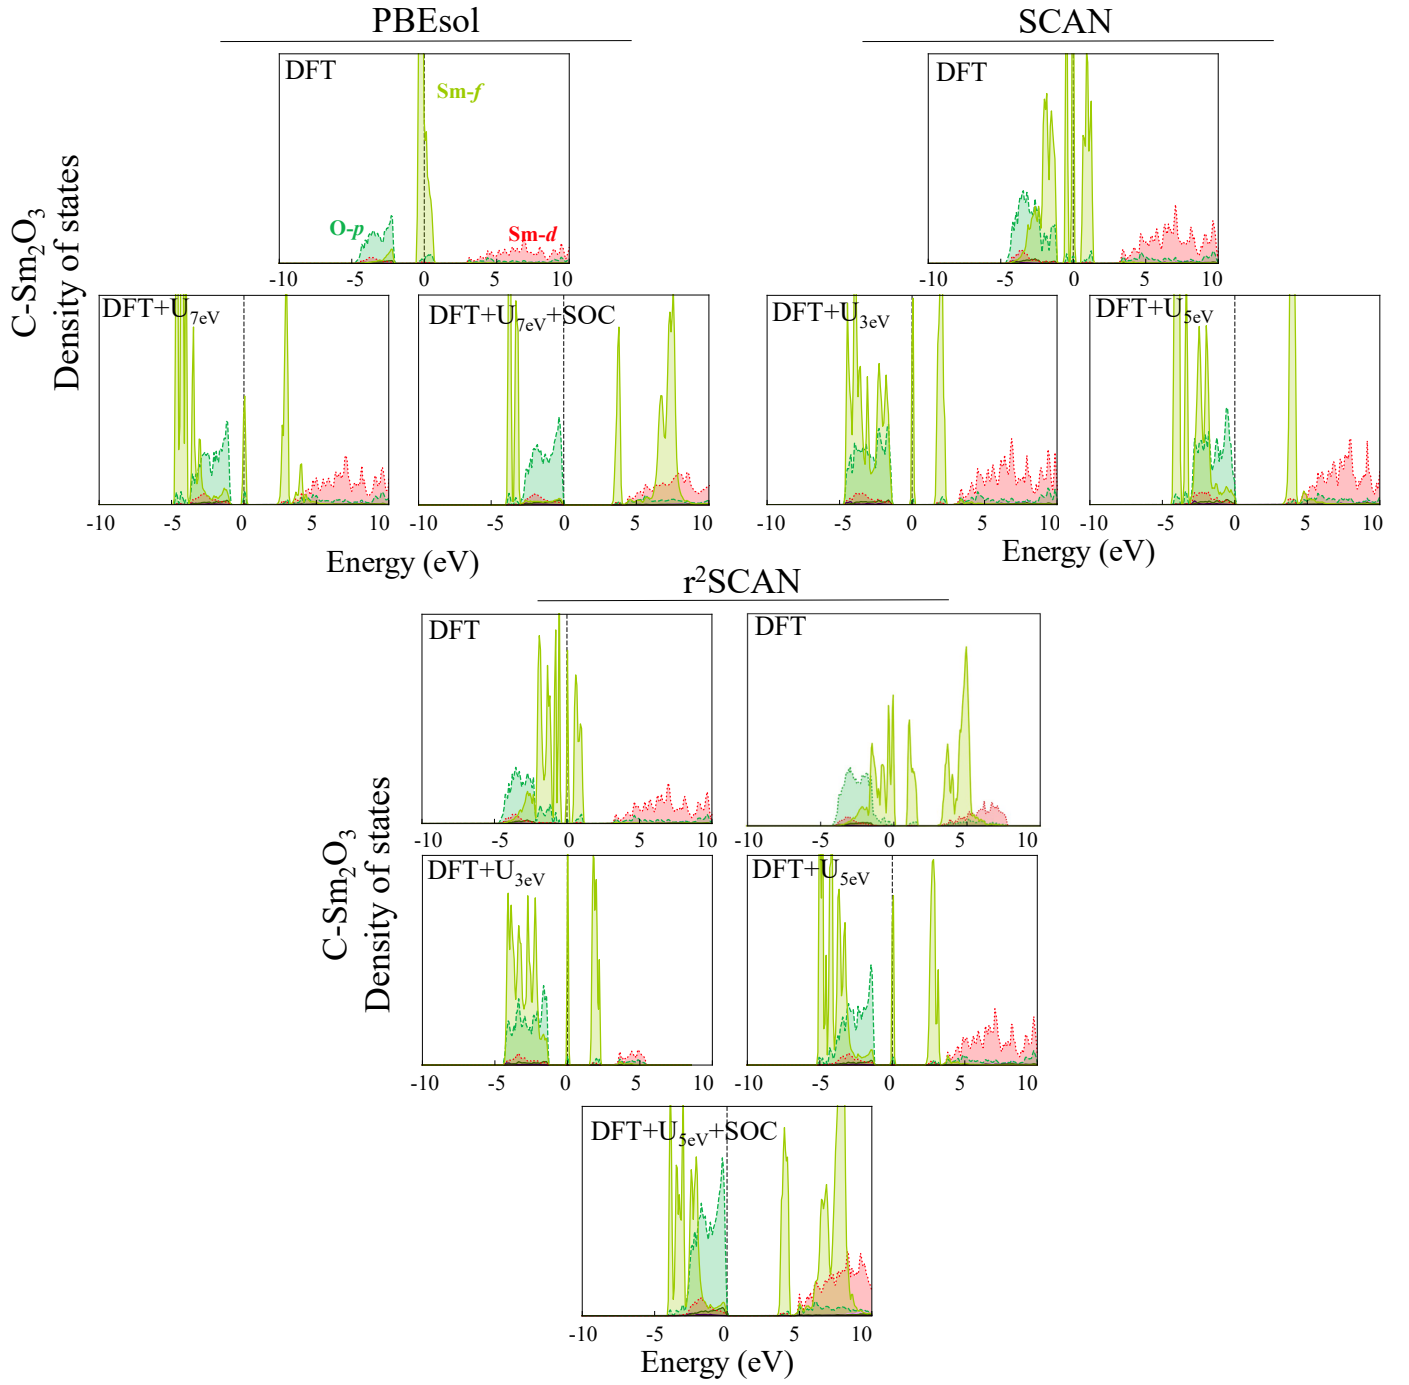 PBEsol
SCAN
DFT
Sm-f
O-p
Sm-d
-10 -5 0 5 10
DFT
-10 -5 0 5 10
C-Sm₂O₃
Density of states
DFT+U₇ₑV
-10 -5 0 5 10
DFT+U₇ₑV+SOC
-10 -5 0 5 10
DFT+U₃ₑV
-10 -5 0 5 10
DFT+U₅ₑV
-10 -5 0 5 10
Energy (eV)
Energy (eV)
r²SCAN
DFT
-10 -5 0 5 10
DFT
-10 -5 0 5 10
C-Sm₂O₃
Density of states
DFT+U₃ₑV
-10 -5 0 5 10
DFT+U₅ₑV
-10 -5 0 5 10
DFT+U₅ₑV+SOC
-10 -5 0 5 10
Energy (eV)